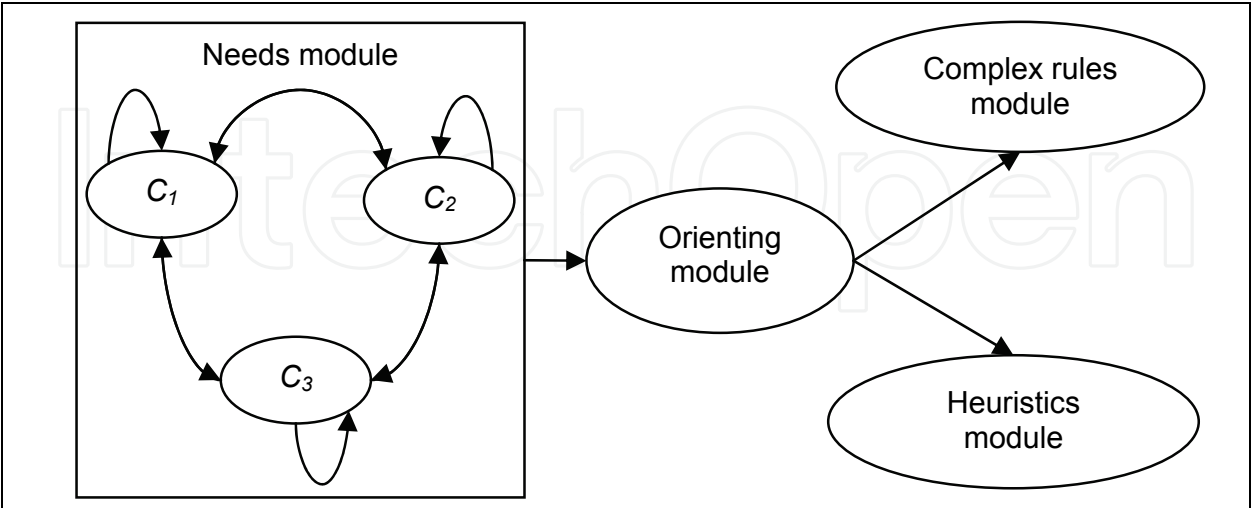 Needs module
C₁
C₂
C₃
Orienting
module
Complex rules
module
Heuristics
module
IntechOpen